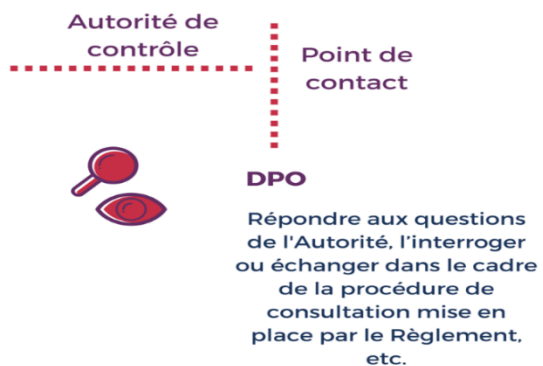 Autorité de
contrôle
Point de
contact
DPO
Répondre aux questions
de l'Autorité, l’interroger
ou échanger dans le cadre
de la procédure de
consultation mise en
place par le Règlement,
etc.